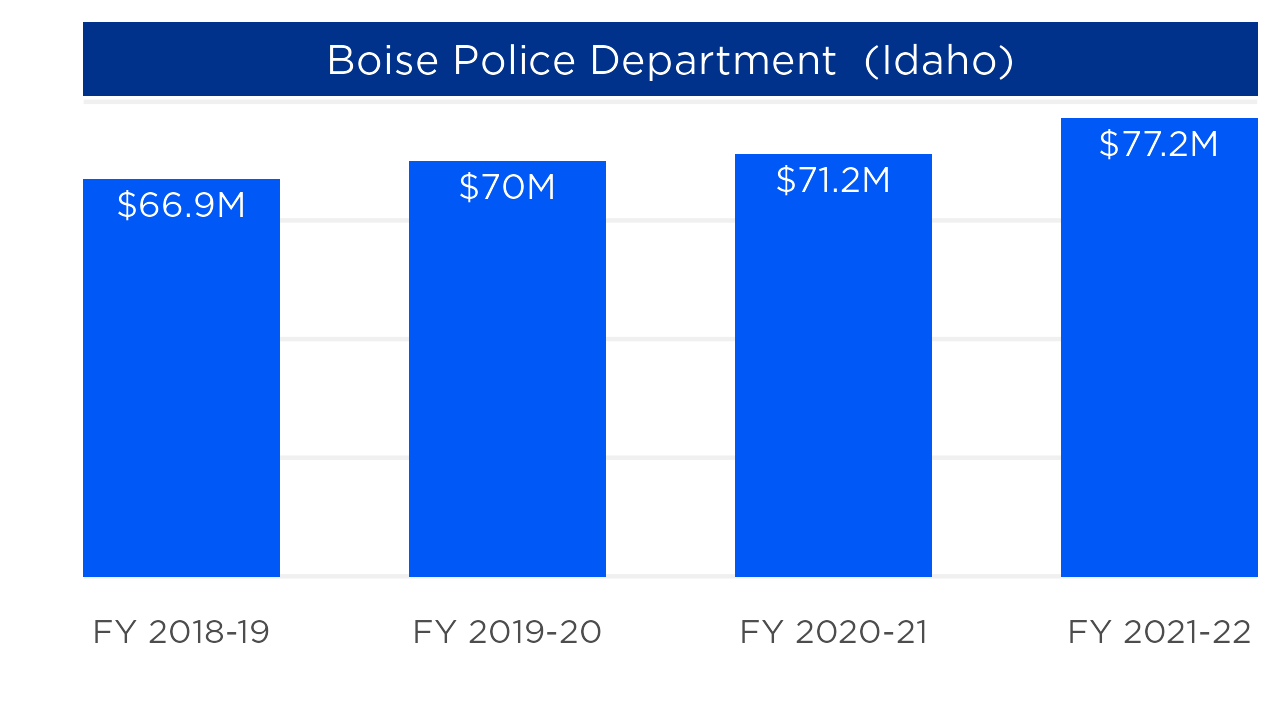 Boise Police Department (Idaho)
$66.9M
$70M
$71.2M
$77.2M
FY 2018-19
FY 2019-20
FY 2020-21
FY 2021-22